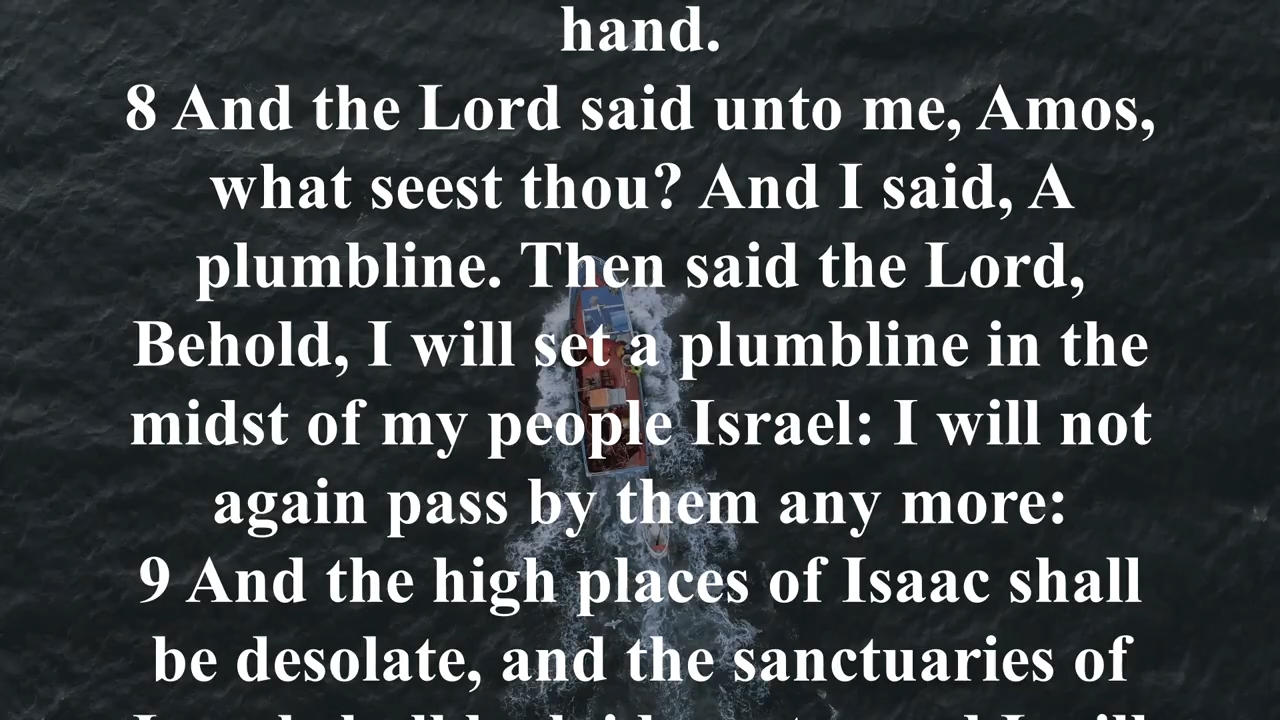 hand.
8 And the Lord said unto me, Amos,
what seest thou? And I said, A
plumbline. Then said the Lord,
Behold, I will set a plumbline in the
midst of my people Israel: I will not
again pass by them any more:
9 And the high places of Isaac shall
be desolate, and the sanctuaries of